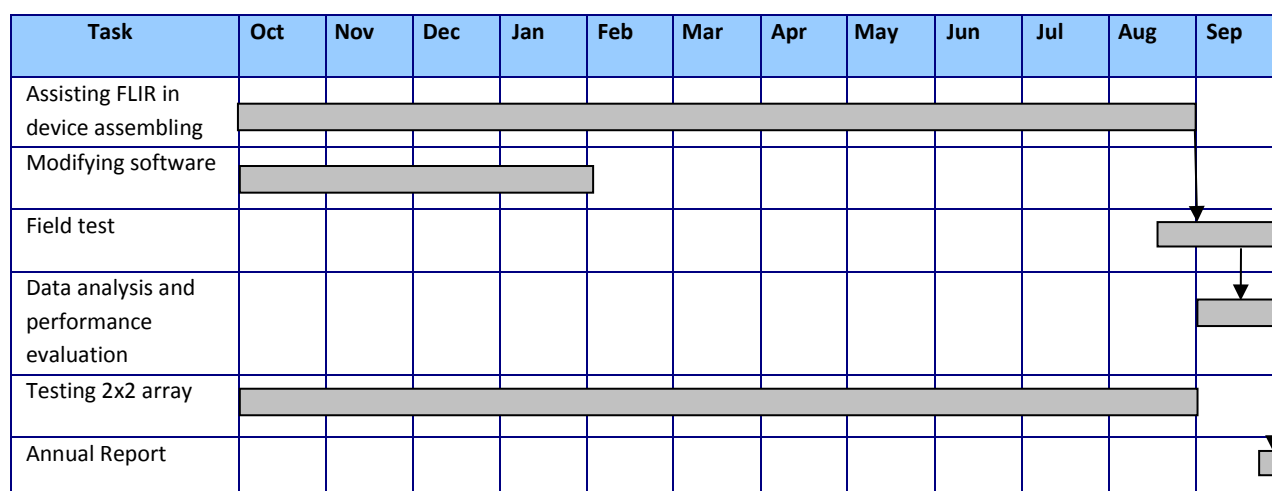 Task Oct Nov Dec Jan Feb Mar Apr May Jun Jul Aug Sep
Assisting FLIR in
device assembling
Modifying software
Field test
Data analysis and
performance
evaluation
Testing 2x2 array
Annual Report